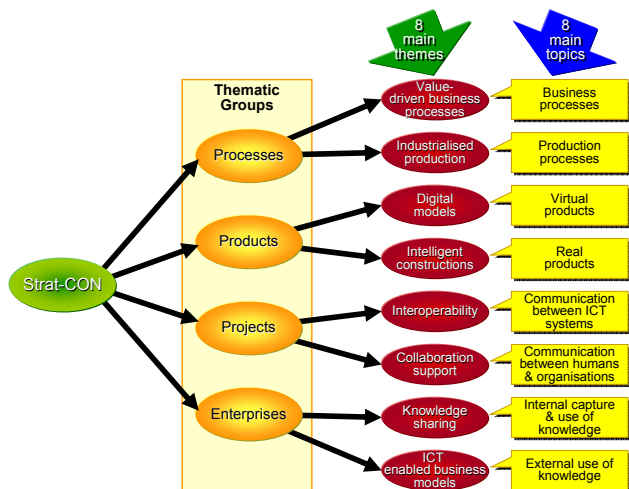 8
main
themes
8
main
topics
Thematic
Groups
Value-
driven business
processes
Business
processes
Processes
Industrialised
production
Production
processes
Digital
models
Virtual
products
Products
Intelligent
constructions
Real
products
Strat-CON
Interoperability
Communication
between ICT
systems
Projects
Collaboration
support
Communication
between humans
& organisations
Enterprises
Knowledge
sharing
Internal capture
& use of
knowledge
ICT
enabled business
models
External use of
knowledge